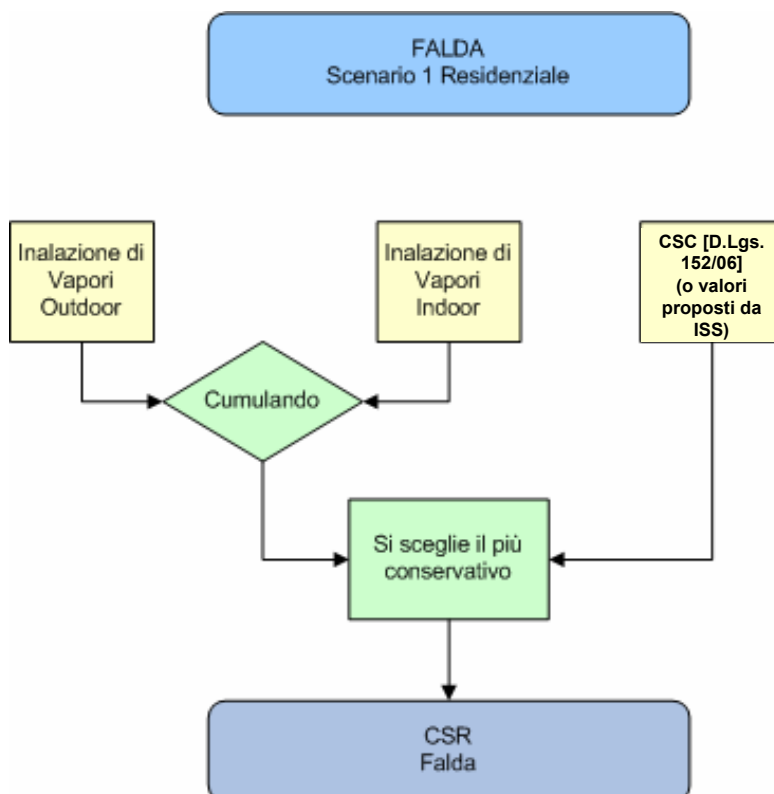 FALDA
Scenario 1 Residenziale
Inalazione di
Vapori
Outdoor
Inalazione di
Vapori
Indoor
CSC [D.Lgs.
152/06]
(o valori
proposti da
ISS)
Cumulando
Si sceglie il più
conservativo
CSR
Falda